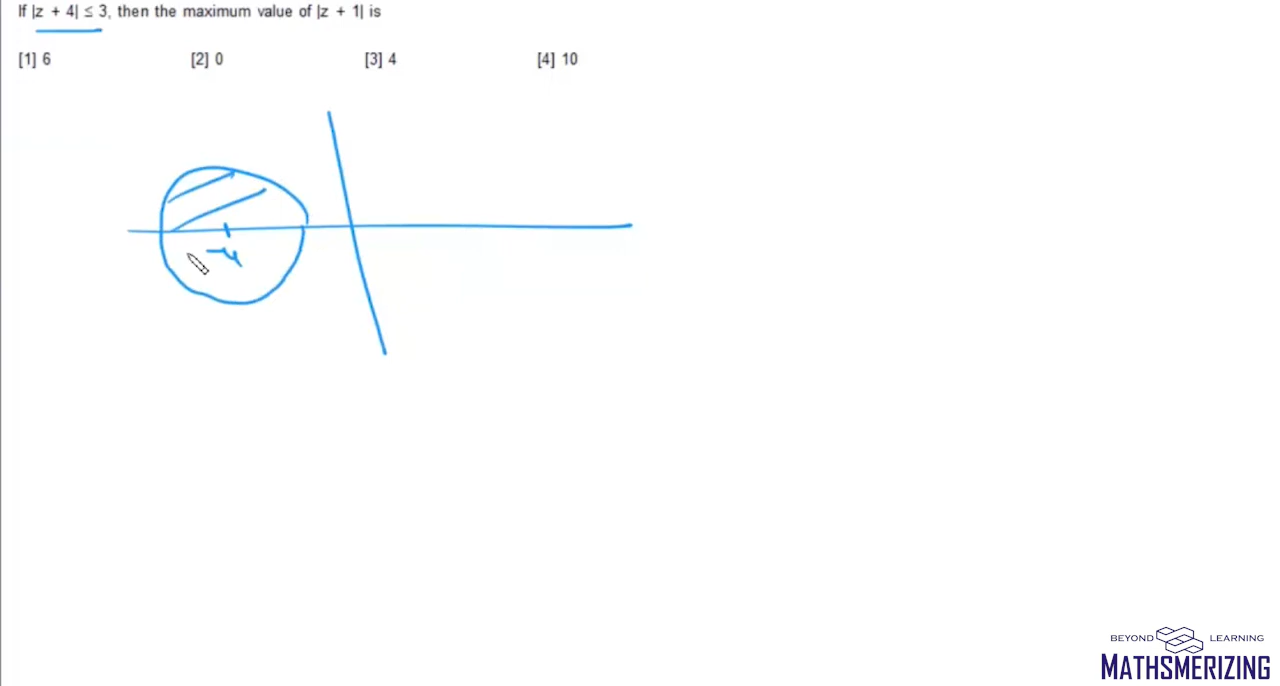 If |z + 4| ≤ 3, then the maximum value of |z + 1| is
[1] 6 [2] 0 [3] 4 [4] 10
-4
BEYOND LEARNING
MATHSMERIZING